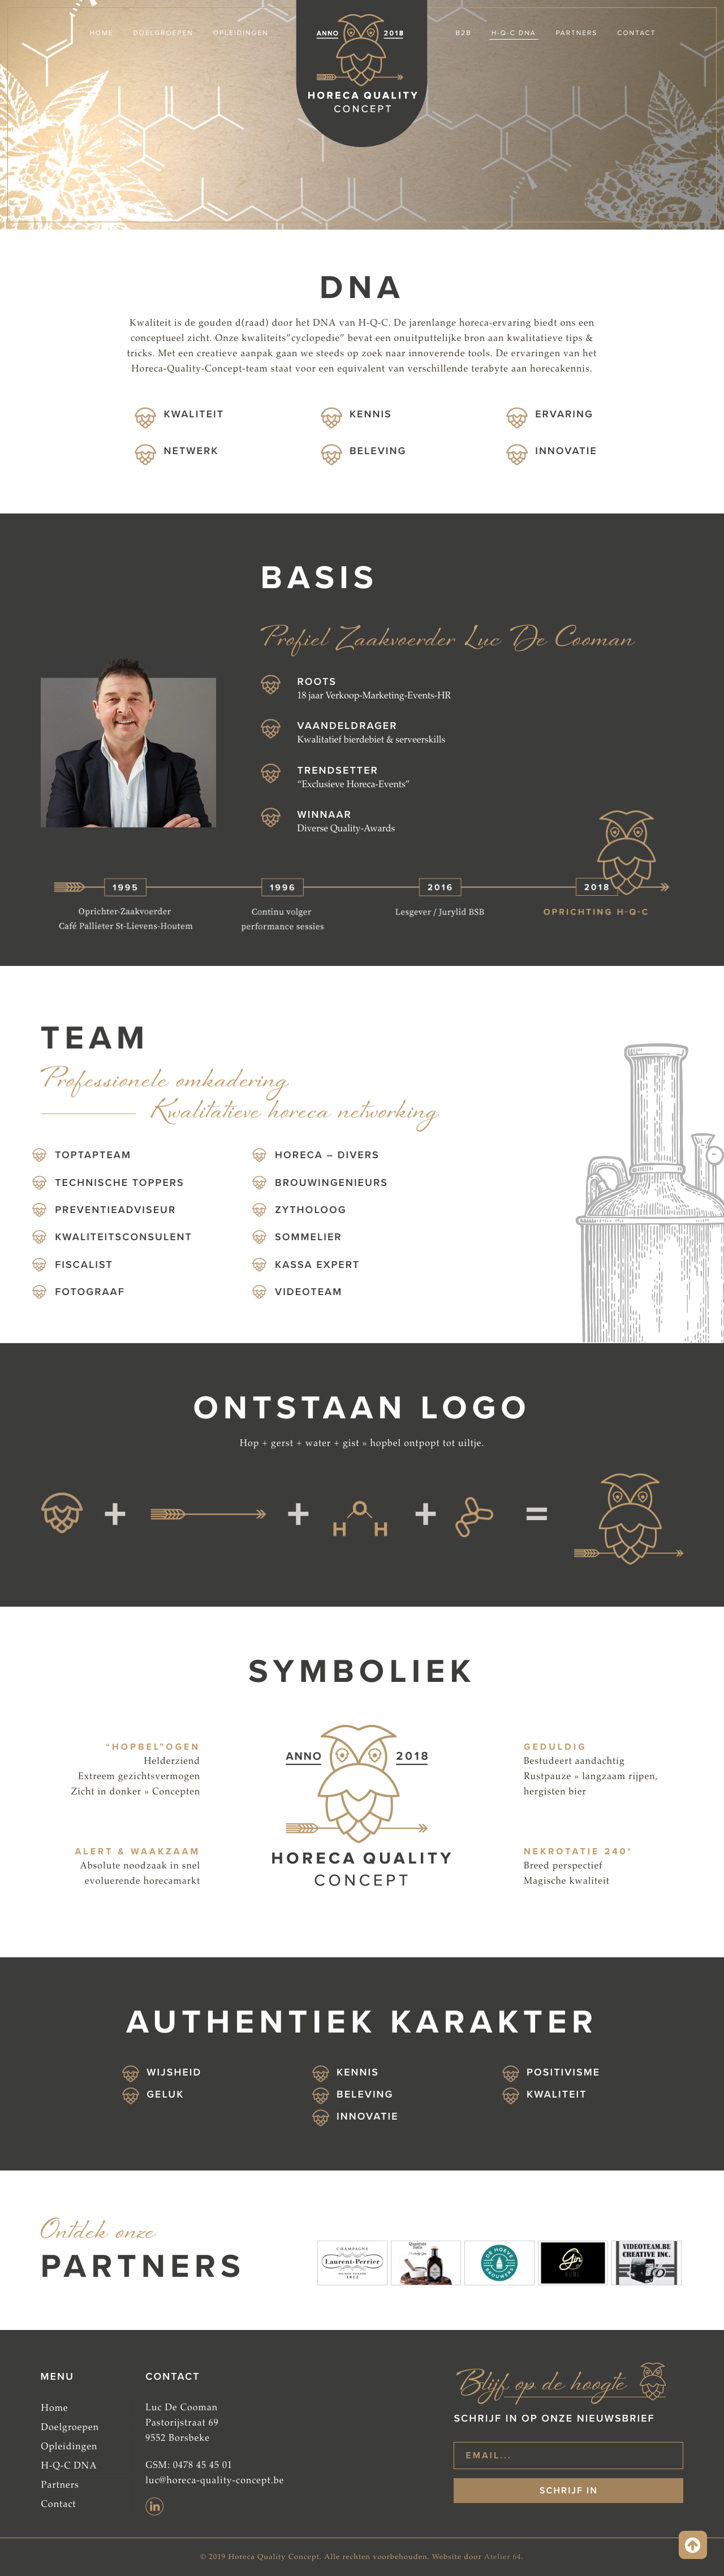 HOME DOELGROEPEN OPLEIDINGEN
ANNO 2018
HORECA QUALITY
CONCEPT
B2B H-Q-C DNA PARTNERS CONTACT
DNA
Kwaliteit is de gouden d(raad) door het DNA van H-Q-C. De jarenlange horeca-ervaring biedt ons een
conceptueel zicht. Onze kwaliteits"cyclopedie" bevat een onuitputtelijke bron aan kwalitatieve tips &
tricks. Met een creatieve aanpak gaan we steeds op zoek naar innoverende tools. De ervaringen van het
Horeca-Quality-Concept-team staat voor een equivalent van verschillende terabyte aan horecakennis.
KWALITEIT KENNIS ERVARING
NETWERK BELEVING INNOVATIE
BASIS
Profiel Zaakvoerder Luc De Cooman
ROOTS
18 jaar Verkoop-Marketing-Events-HR
VAANDELDRAGER
Kwalitatief bierdebiet & serveerskills
TRENDSETTER
"Exclusieve Horeca-Events"
WINNAAR
Diverse Quality-Awards
1995 1996 2016 2018
Oprichter-Zaakvoerder
Café Pallieter St-Lievens-Houtem
Continu volger
performance sessies
Lesgever / Jurylid BSB
OPRICHTING H-Q-C
TEAM
Professionele omkadering
Kwalitatieve horeca networking
TOPTAPTEAM
TECHNISCHE TOPPERS
PREVENTIEADVISEUR
KWALITEITSCONSULENT
FISCALIST
FOTOGRAAF
HORECA – DIVERS
BROUWINGENIEURS
ZYTHOLOOG
SOMMELIER
KASSA EXPERT
VIDEOTEAM
ONTSTAAN LOGO
Hop + gerst + water + gist » hopbel ontpopt tot uiltje.
+ + H O H + =
SYMBOLIEK
"HOPBEL"OGEN
Helderziend
Extreem gezichtsvermogen
Zicht in donker » Concepten
ALERT & WAAKZAAM
Absolute noodzaak in snel
evoluerende horecamarkt
ANNO 2018
HORECA QUALITY
CONCEPT
GEDULDIG
Bestudeert aandachtig
Rustpauze » langzaam rijpen,
hergisten bier
NEKROTATIE 240°
Breed perspectief
Magische kwaliteit
AUTHENTIEK KARAKTER
WIJSHEID KENNIS POSITIVISME
GELUK BELEVING KWALITEIT
INNOVATIE
Ontdek onze
PARTNERS
CHAMPAGNE
Laurent-Perrier
1812
DE HOEVE
BROUWERS
Gin
VIDEOTEAM.BE
CREATIVE INC.
MENU
Home
Doelgroepen
Opleidingen
H-Q-C DNA
Partners
Contact
CONTACT
Luc De Cooman
Pastorijstraat 69
9552 Borsbeke
GSM: 0478 45 45 01
luc@horeca-quality-concept.be
in
Blijf op de hoogte
SCHRIJF IN OP ONZE NIEUWSBRIEF
EMAIL...
SCHRIJF IN
© 2019 Horeca Quality Concept. Alle rechten voorbehouden. Website door Atelier 64.